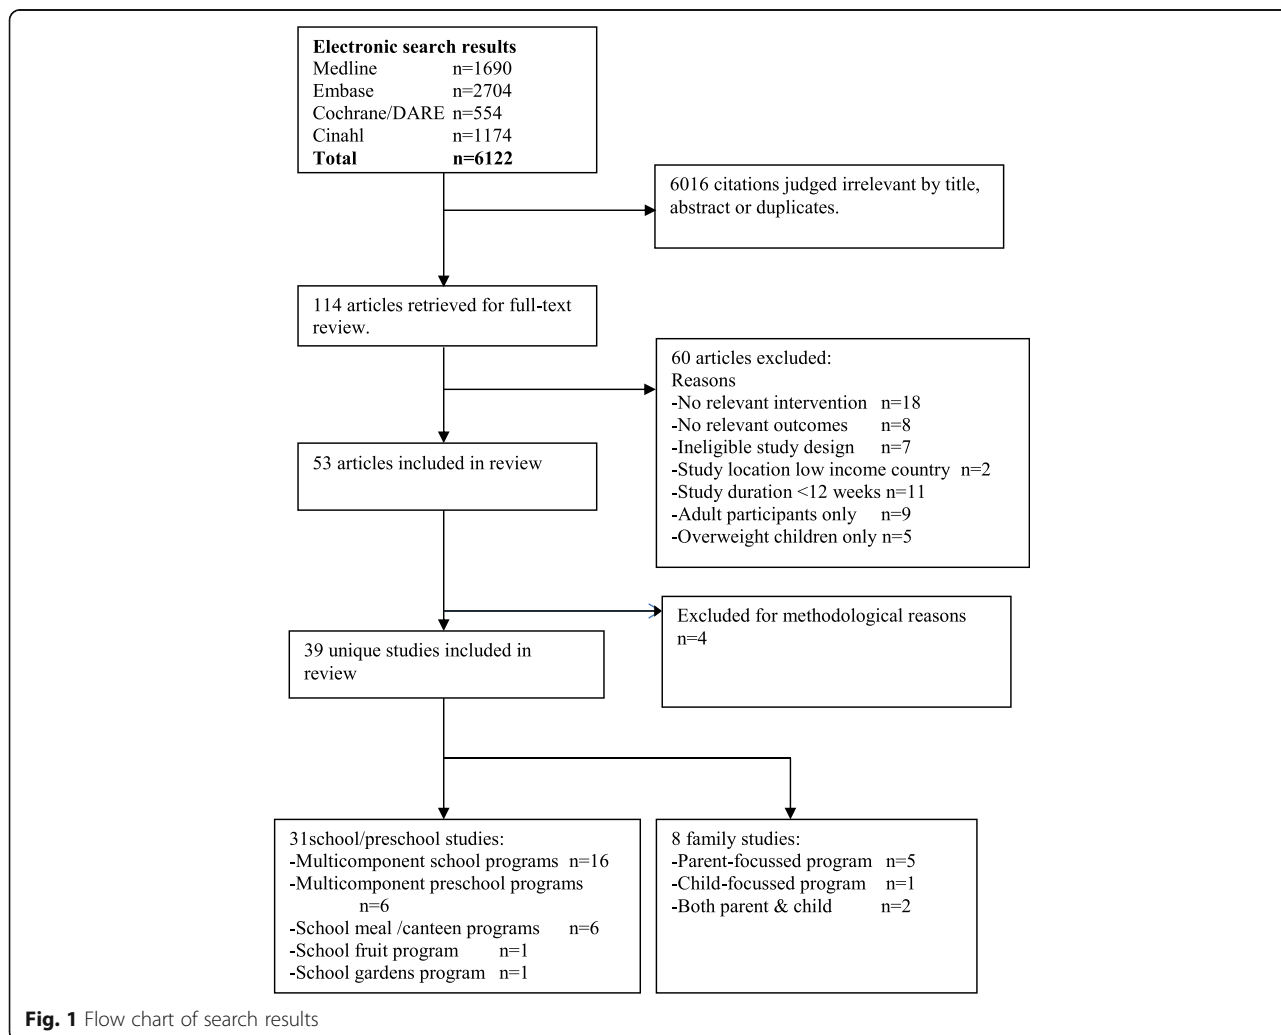 Electronic search results
Medline n=1690
Embase n=2704
Cochrane/DARE n=554
Cinahl n=1174
Total n=6122
6016 citations judged irrelevant by title,
abstract or duplicates.
114 articles retrieved for full-text
review.
60 articles excluded:
Reasons
-No relevant intervention n=18
-No relevant outcomes n=8
-Ineligible study design n=7
-Study location low income country n=2
-Study duration <12 weeks n=11
-Adult participants only n=9
-Overweight children only n=5
53 articles included in review
Excluded for methodological reasons
n=4
39 unique studies included in
review
31school/preschool studies:
-Multicomponent school programs n=16
-Multicomponent preschool programs
n=6
-School meal /canteen programs n=6
-School fruit program n=1
-School gardens program n=1
8 family studies:
-Parent-focussed program n=5
-Child-focussed program n=1
-Both parent & child n=2
Fig. 1 Flow chart of search results